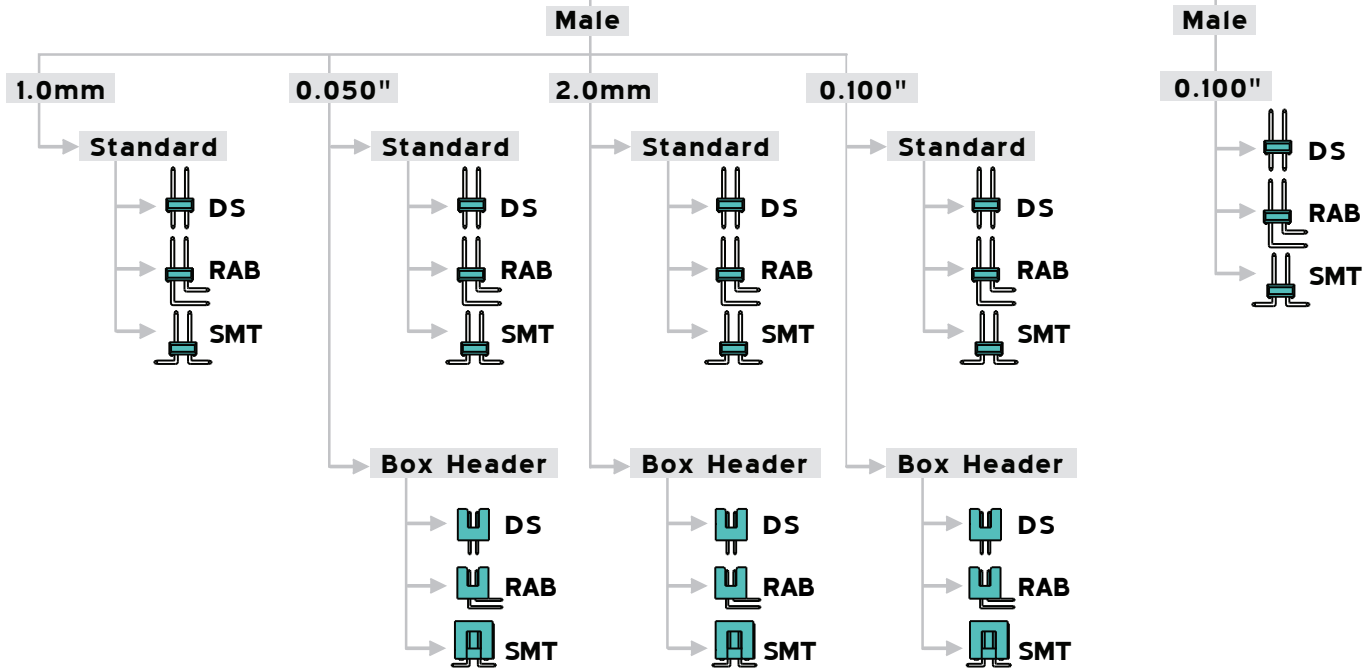 Male
Male
1.0mm
0.050"
2.0mm
0.100"
0.100"
Standard
Standard
Standard
Standard
DS
DS
DS
DS
DS
RAB
RAB
RAB
RAB
RAB
SMT
SMT
SMT
SMT
SMT
Box Header
Box Header
Box Header
DS
DS
DS
RAB
RAB
RAB
SMT
SMT
SMT